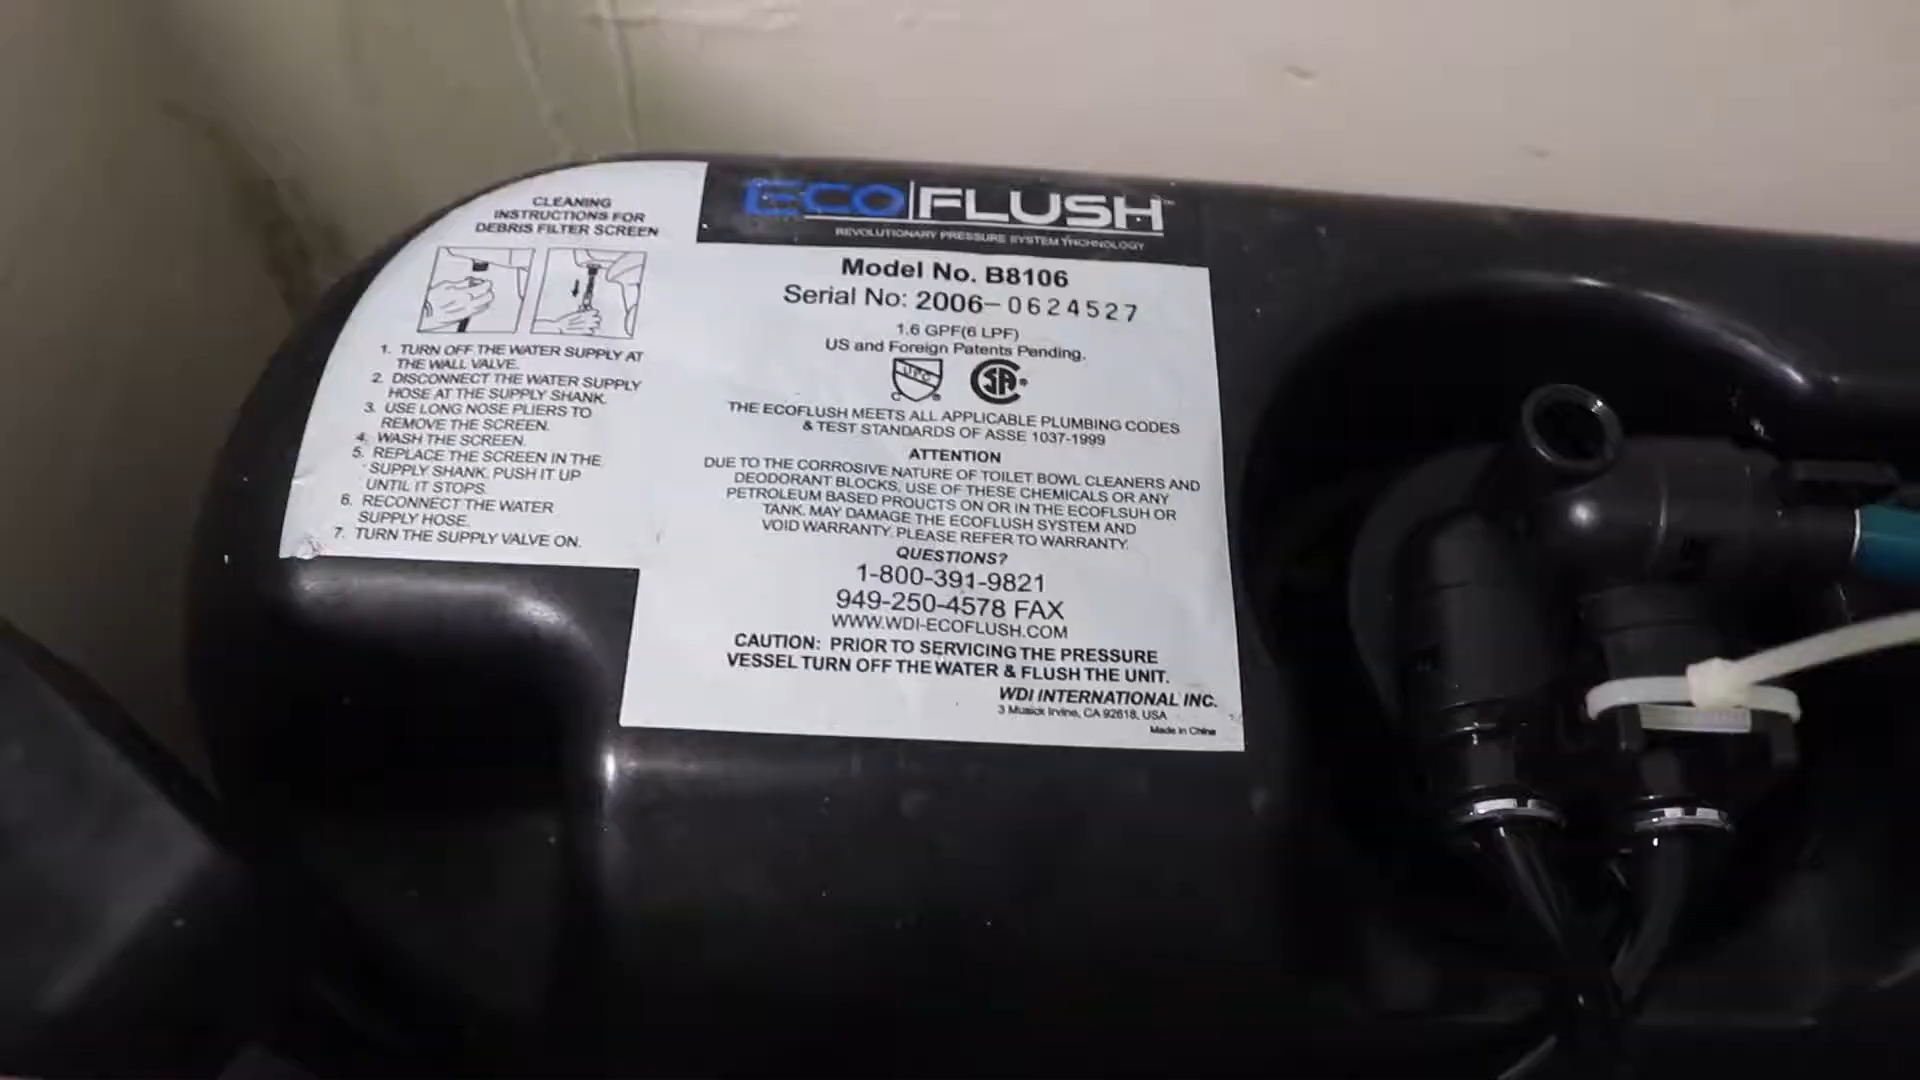 CLEANING
INSTRUCTIONS FOR
DEBRIS FILTER SCREEN
1. TURN OFF THE WATER SUPPLY AT
THE WALL VALVE.
2. DISCONNECT THE WATER SUPPLY
HOSE AT THE SUPPLY SHANK.
3. USE LONG NOSE PLIERS TO
REMOVE THE SCREEN.
4. WASH THE SCREEN.
5. REPLACE THE SCREEN IN THE
SUPPLY SHANK. PUSH IT UP
UNTIL IT STOPS.
6. RECONNECT THE WATER
SUPPLY HOSE.
7. TURN THE SUPPLY VALVE ON.
ECO|FLUSH™
REVOLUTIONARY PRESSURE SYSTEM TECHNOLOGY
Model No. B8106
Serial No: 2006-0624527
1.6 GPF(6 LPF)
US and Foreign Patents Pending.
UPC C ® SA ®
THE ECOFLUSH MEETS ALL APPLICABLE PLUMBING CODES
& TEST STANDARDS OF ASSE 1037-1999
ATTENTION
DUE TO THE CORROSIVE NATURE OF TOILET BOWL CLEANERS AND
DEODORANT BLOCKS, USE OF THESE CHEMICALS OR ANY
PETROLEUM BASED PRODUCTS ON OR IN THE ECOFLSUH OR
TANK, MAY DAMAGE THE ECOFLUSH SYSTEM AND
VOID WARRANTY. PLEASE REFER TO WARRANTY.
QUESTIONS?
1-800-391-9821
949-250-4578 FAX
WWW.WDI-ECOFLUSH.COM
CAUTION: PRIOR TO SERVICING THE PRESSURE
VESSEL TURN OFF THE WATER & FLUSH THE UNIT.
WDI INTERNATIONAL INC.
3 Musick Irvine, CA 92618, USA
Made in China